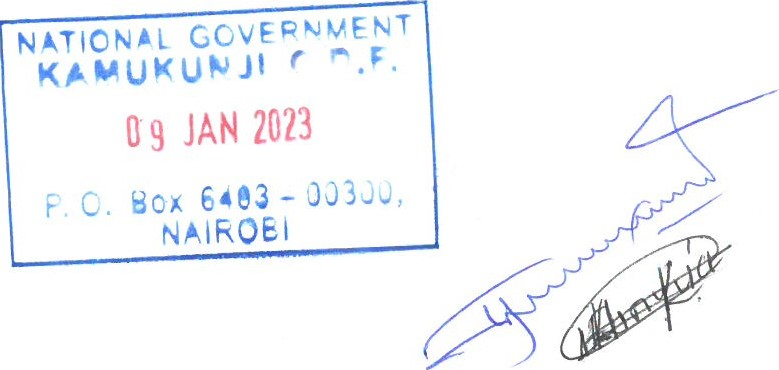 NATIONAL GOVERNMENT
KAMUKUNJI C.D.F.
09 JAN 2023
P. O. Box 6403 - 00300,
NAIROBI